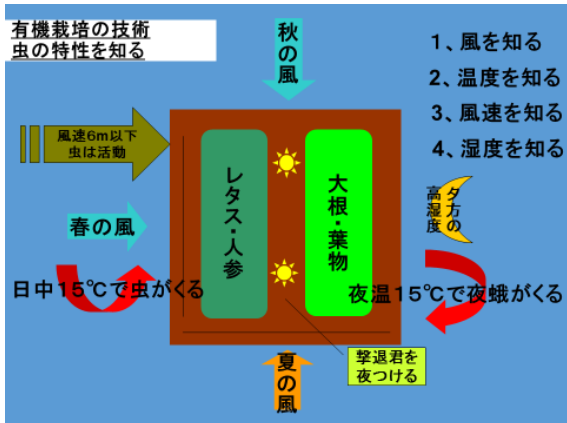 有機栽培の技術
虫の特性を知る
秋の風
1、風を知る
2、温度を知る
3、風速を知る
4、湿度を知る
風速6m以下
虫は活動
レタス・人参
大根・葉物
夕方の
高湿度
春の風
日中15℃で虫がくる
夜温15℃で夜蛾がくる
撃退君を
夜つける
夏の風